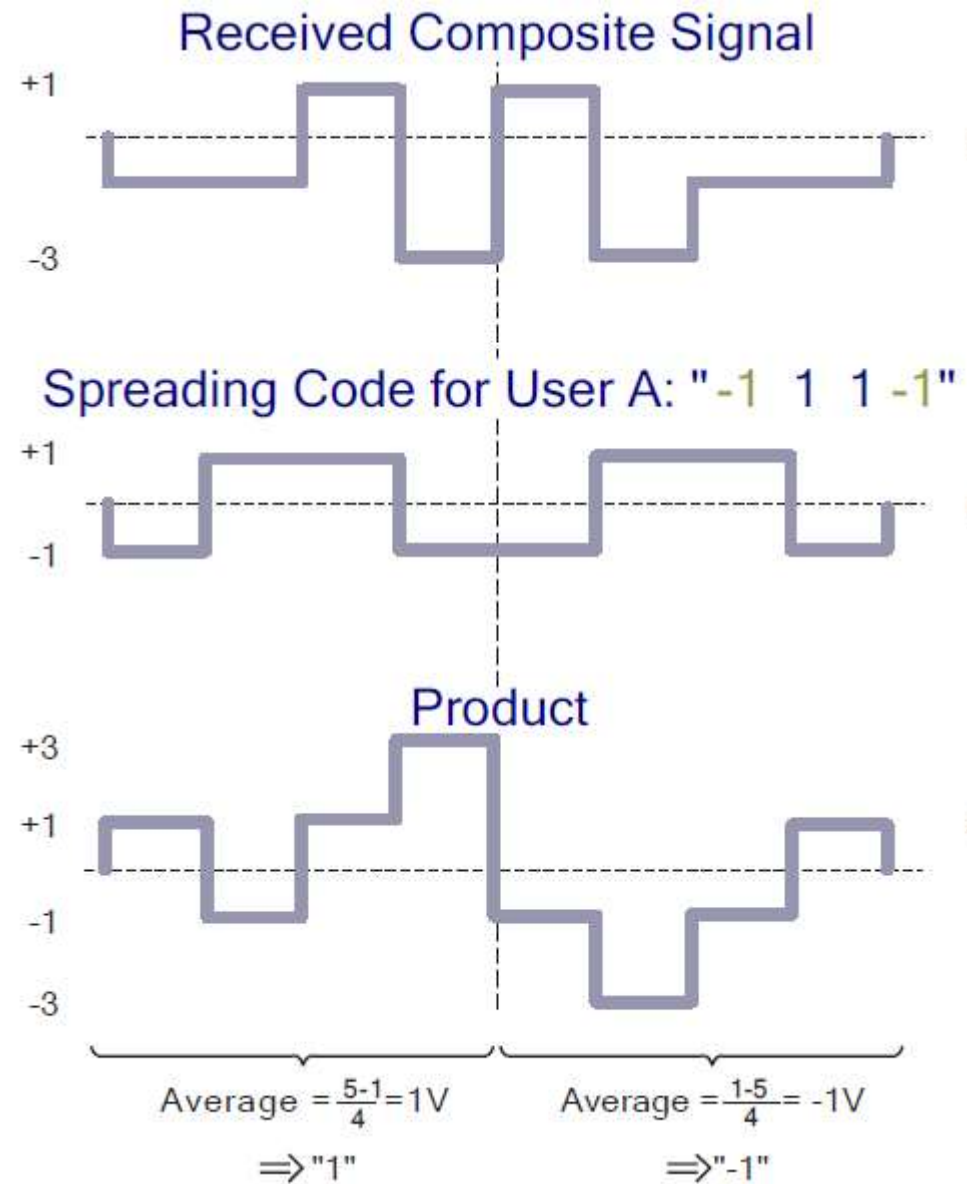 Received Composite Signal
+1
-3
Spreading Code for User A: "-1 1 1 -1"
+1
-1
Product
+3
+1
-1
-3
Average = 5-1/4 = 1V Average = 1-5/4 = -1V
⇒ "1" ⇒ "-1"